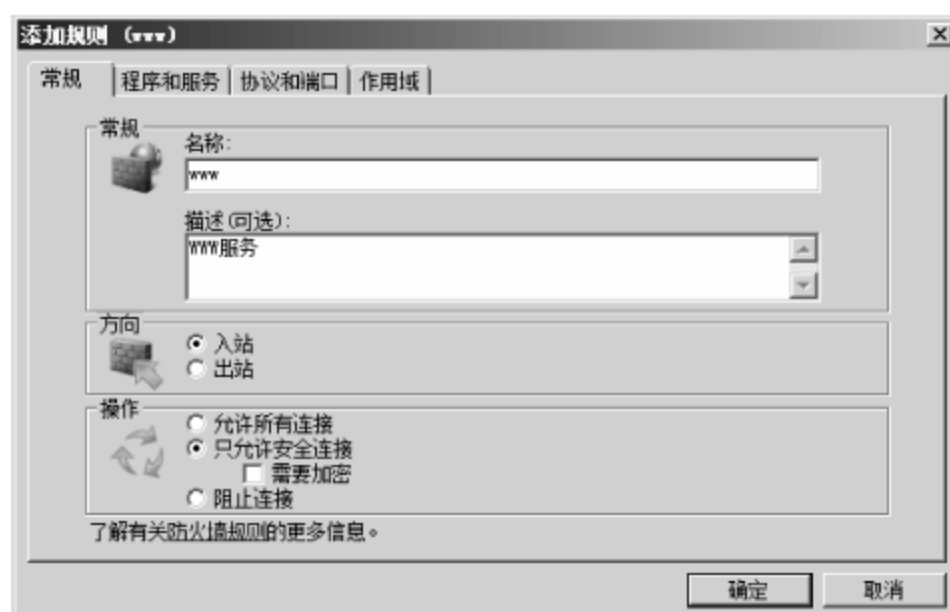 添加规则 (www)
常规 程序和服务 协议和端口 作用域
常规
名称:
www
描述(可选):
WWW服务
方向
入站
出站
操作
允许所有连接
只允许安全连接
需要加密
阻止连接
了解有关防火墙规则的更多信息。
确定 取消